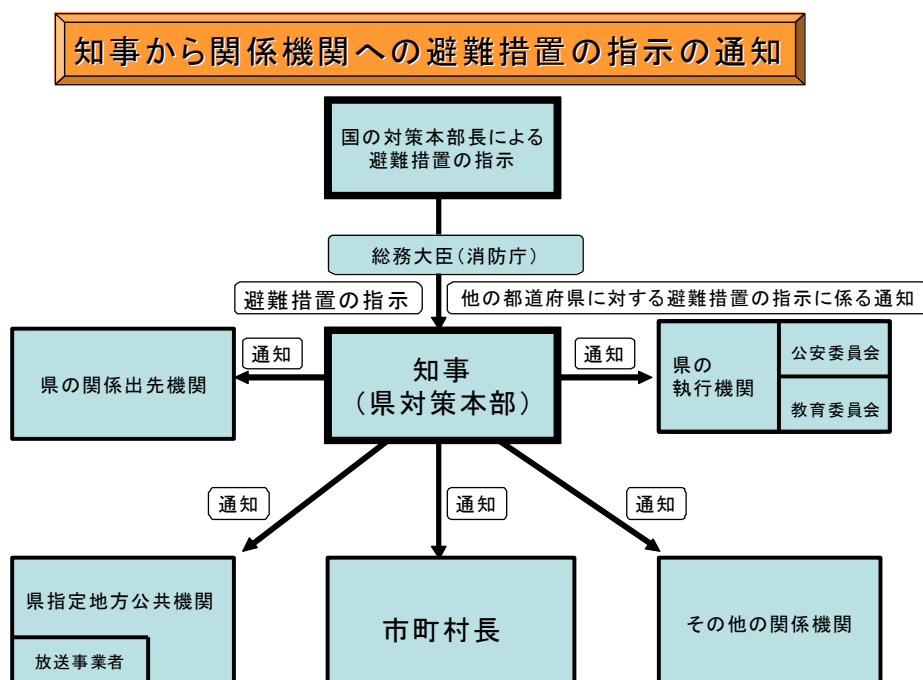 知事から関係機関への避難措置の指示の通知
国の対策本部長による
避難措置の指示
総務大臣（消防庁）
避難措置の指示
他の都道府県に対する避難措置の指示に係る通知
県の関係出先機関
通知
知事
（県対策本部）
通知
県の
執行機関
公安委員会
教育委員会
通知
通知
通知
県指定地方公共機関
放送事業者
市町村長
その他の関係機関